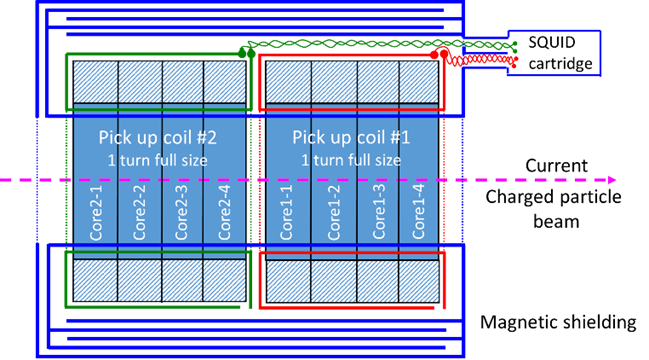 SQUID
cartridge
Pick up coil #2
1 turn full size
Pick up coil #1
1 turn full size
Current
Charged particle
beam
Core2-1
Core2-2
Core2-3
Core2-4
Core1-1
Core1-2
Core1-3
Core1-4
Magnetic shielding